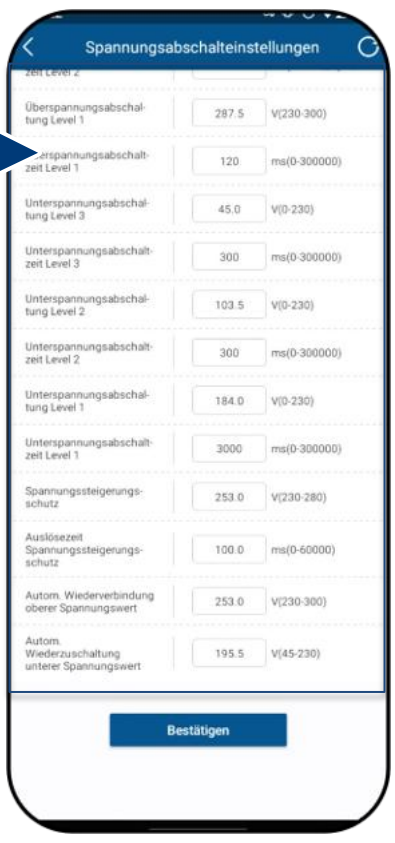 Spannungsabschalteinstellungen
zeit Level 2
Überspannungsabschal-
tung Level 1
287.5 V(230-300)
zeit Level 1
120 ms(0-300000)
Unterspannungsabschal-
tung Level 3
45.0 V(0-230)
Unterspannungsabschalt-
zeit Level 3
300 ms(0-300000)
Unterspannungsabschal-
tung Level 2
103.5 V(0-230)
Unterspannungsabschalt-
zeit Level 2
300 ms(0-300000)
Unterspannungsabschal-
tung Level 1
184.0 V(0-230)
Unterspannungsabschalt-
zeit Level 1
3000 ms(0-300000)
Spannungssteigerungs-
schutz
253.0 V(230-280)
Auslösezeit
Spannungssteigerungs-
schutz
100.0 ms(0-60000)
Autom. Wiederverbindung
oberer Spannungswert
253.0 V(230-300)
Autom.
Wiederzuschaltung
unterer Spannungswert
195.5 V(45-230)
Bestätigen